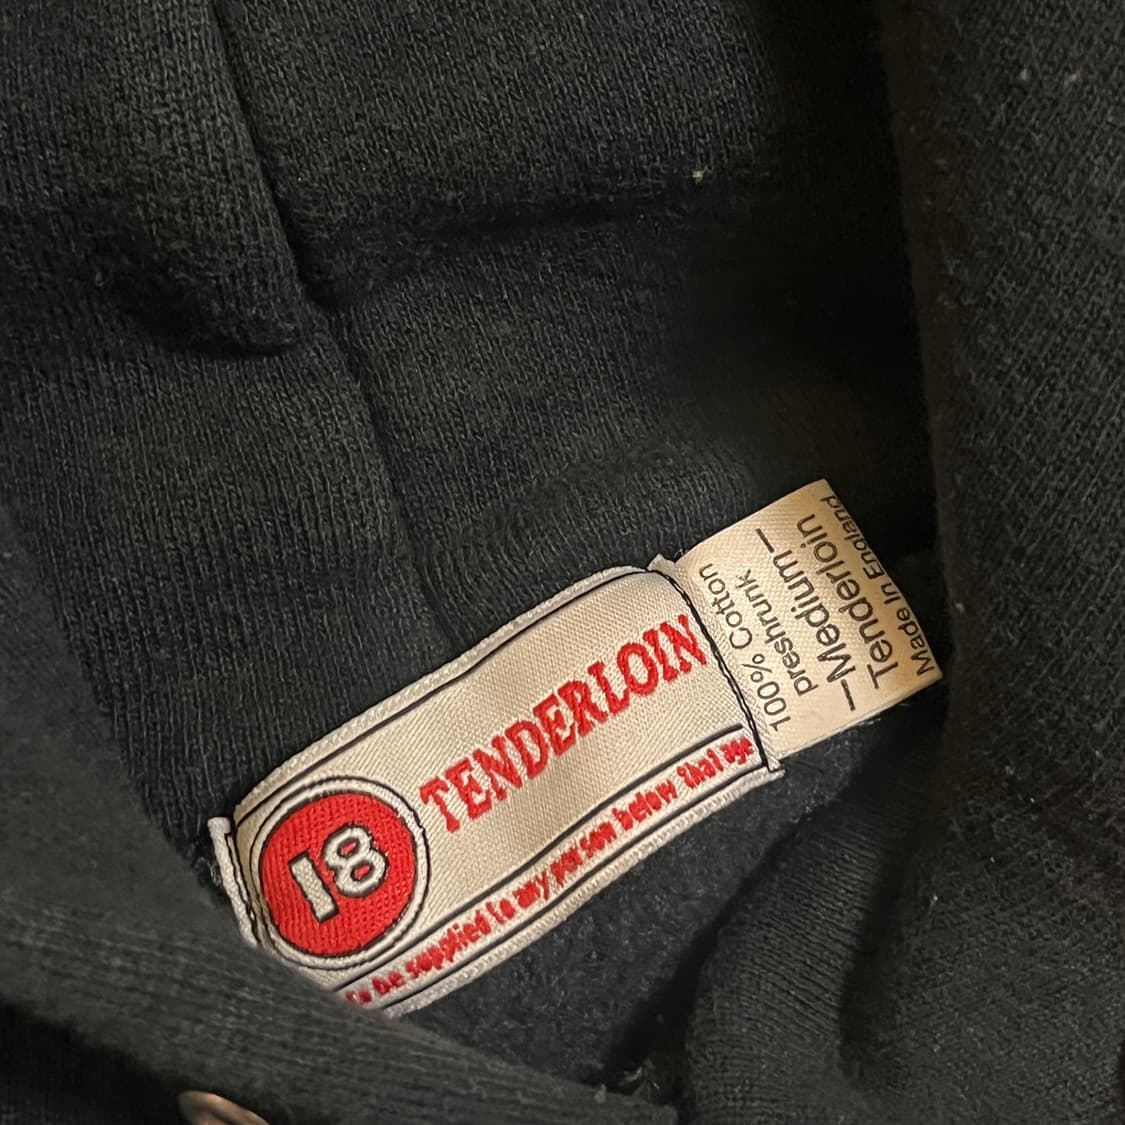 18
TENDERLOIN
to be supplied to any person below that age
100% Cotton
preshrunk
—Medium—
Tenderloin
Made In England